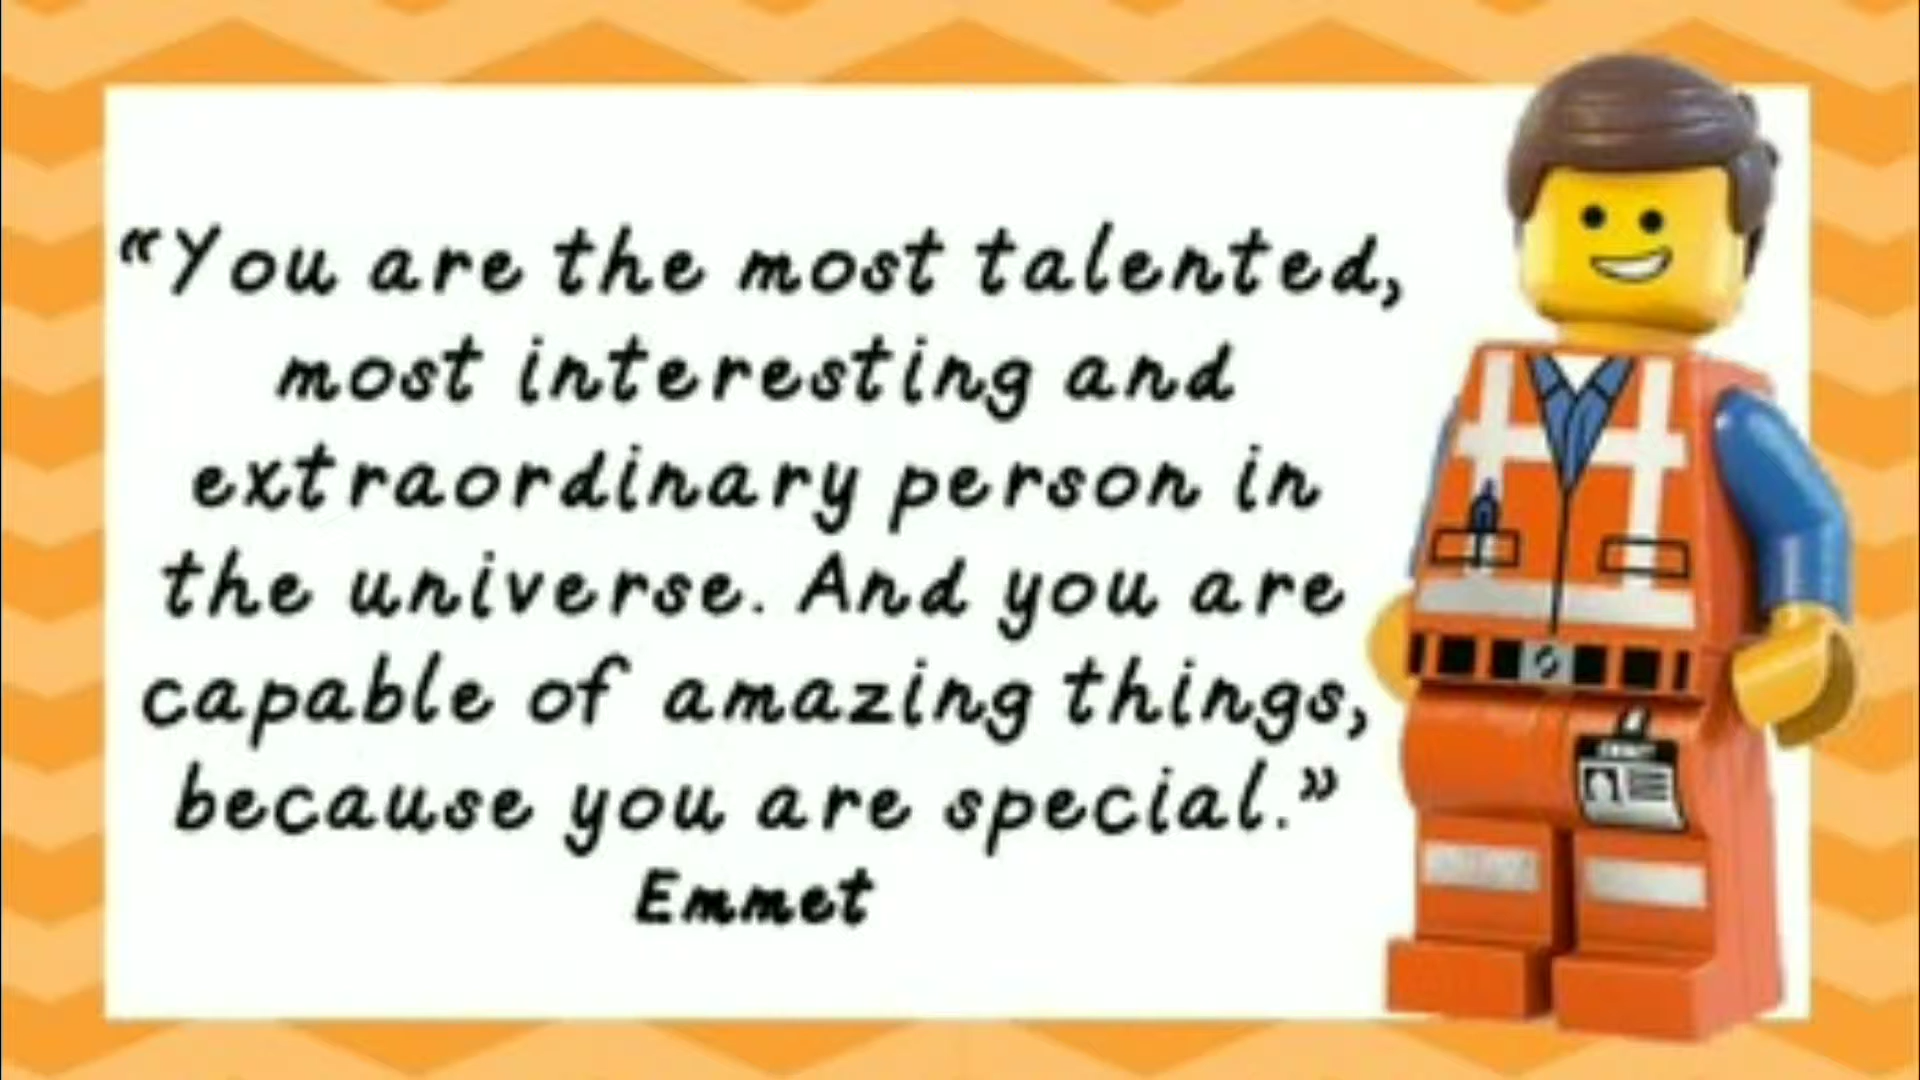 “You are the most talented,
most interesting and
extraordinary person in
the universe. And you are
capable of amazing things,
because you are special.”
Emmet